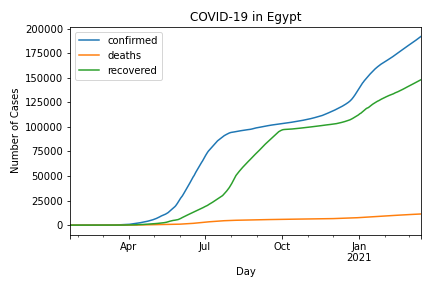 COVID-19 in Egypt
confirmed
deaths
recovered
200000
175000
150000
125000
100000
75000
50000
25000
0
Number of Cases
Apr
Jul
Oct
Jan
2021
Day